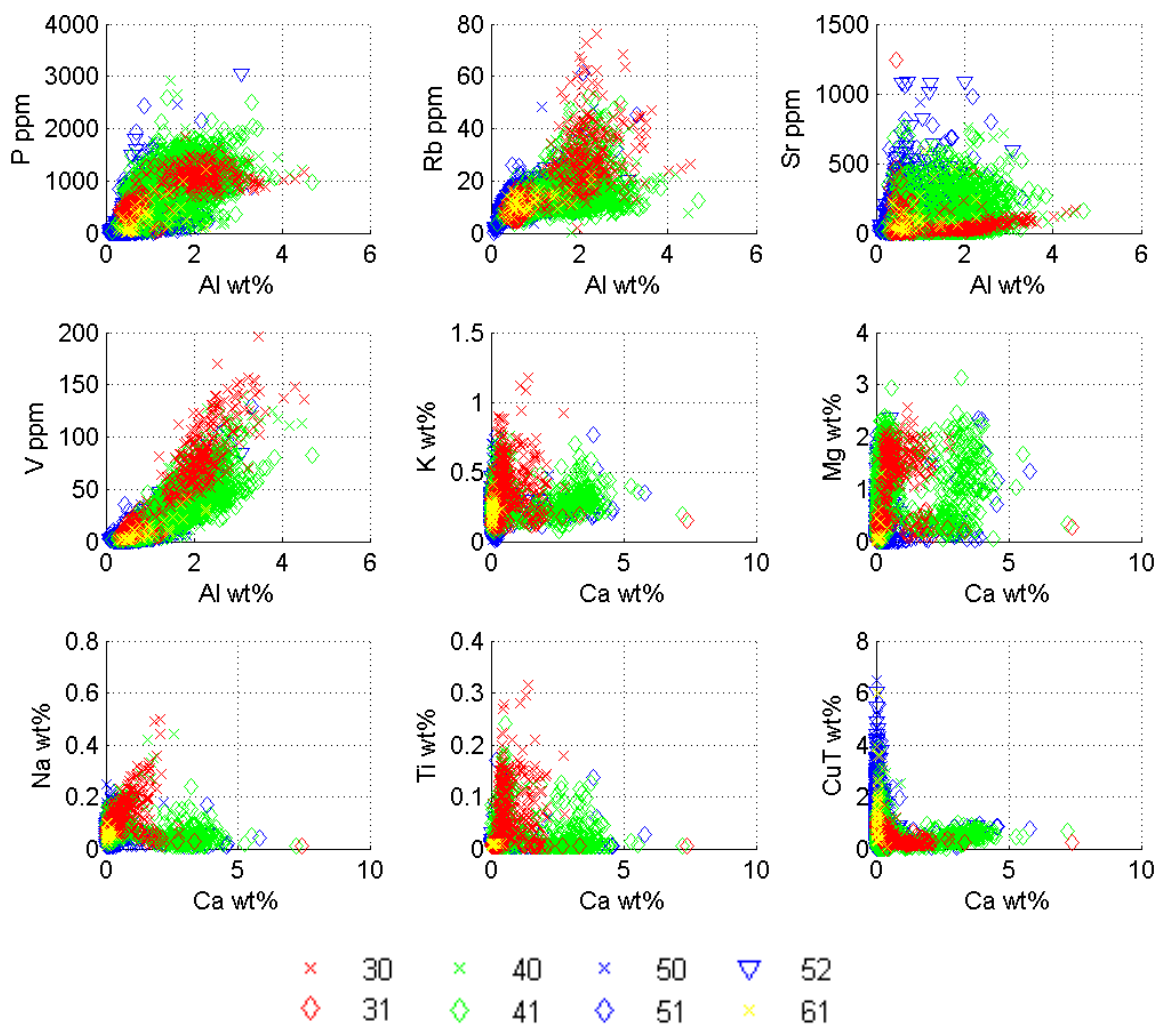 4000
3000
2000
1000
0
P ppm
0 2 4 6
Al wt%
80
60
40
20
0
Rb ppm
0 2 4 6
Al wt%
1500
1000
500
0
Sr ppm
0 2 4 6
Al wt%
200
150
100
50
0
V ppm
0 2 4 6
Al wt%
1.5
1
0.5
0
K wt%
0 5 10
Ca wt%
4
3
2
1
0
Mg wt%
0 5 10
Ca wt%
0.8
0.6
0.4
0.2
0
Na wt%
0 5 10
Ca wt%
0.4
0.3
0.2
0.1
0
Ti wt%
0 5 10
Ca wt%
8
6
4
2
0
CuT wt%
0 5 10
Ca wt%
30 40 50 52
31 41 51 61